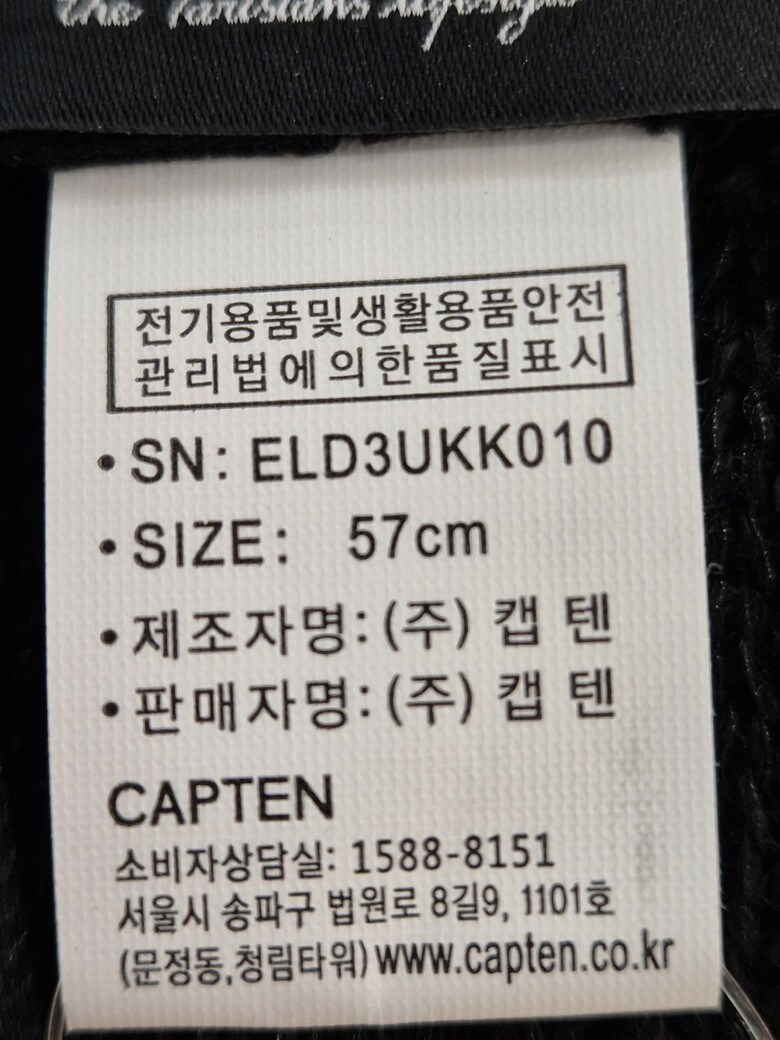 the Parisians lifestyle
전기용품및생활용품안전
관리법에의한품질표시
• SN: ELD3UKK010
• SIZE: 57cm
• 제조자명: (주) 캡 텐
• 판매자명: (주) 캡 텐
CAPTEN
소비자상담실: 1588-8151
서울시 송파구 법원로 8길9, 1101호
(문정동,청림타워) www.capten.co.kr